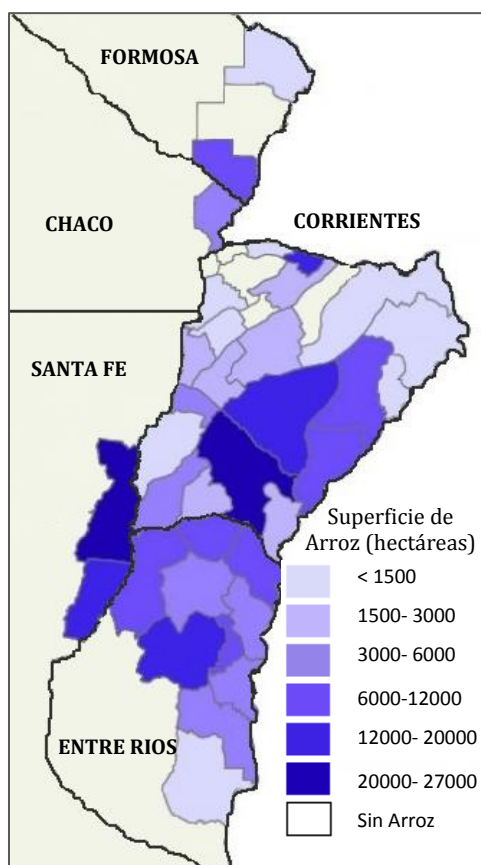 FORMOSA
CHACO
CORRIENTES
SANTA FE
ENTRE RIOS
Superficie de
Arroz (hectáreas)
< 1500
1500- 3000
3000- 6000
6000-12000
12000- 20000
20000- 27000
Sin Arroz